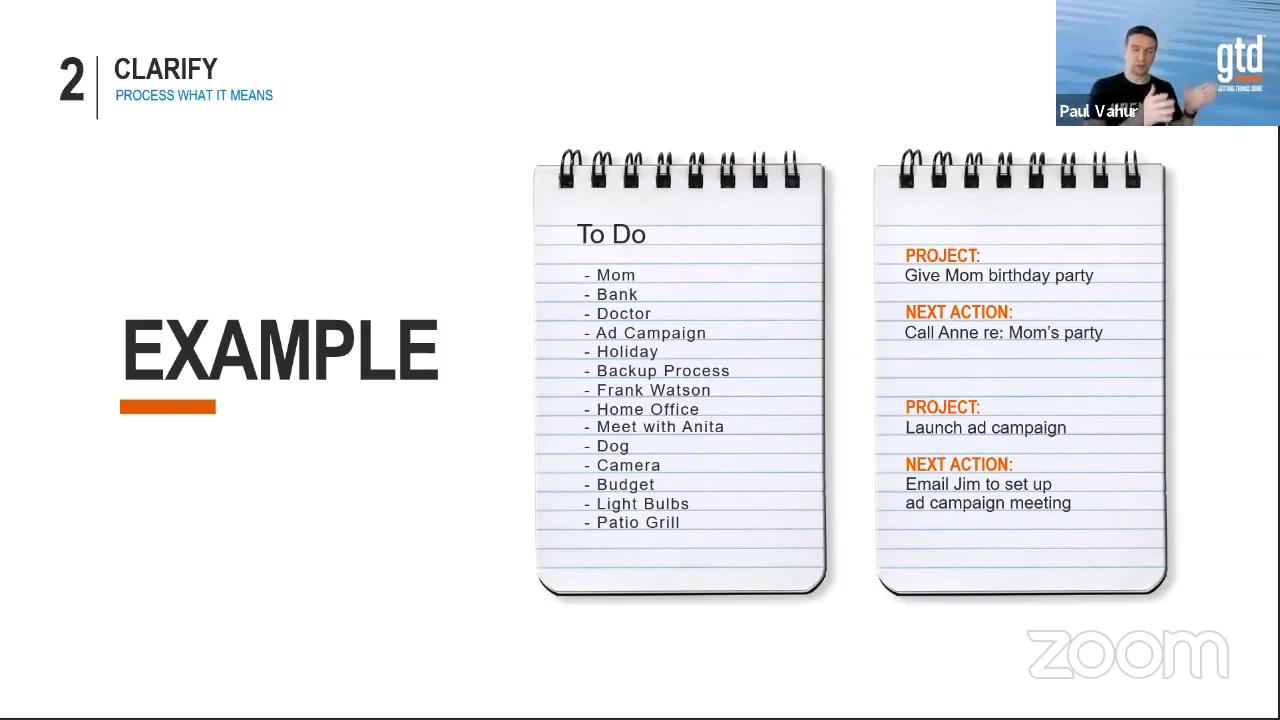 2
CLARIFY
PROCESS WHAT IT MEANS
gtd
GETTING THINGS DONE
Paul Vahur
EXAMPLE
To Do
- Mom
- Bank
- Doctor
- Ad Campaign
- Holiday
- Backup Process
- Frank Watson
- Home Office
- Meet with Anita
- Dog
- Camera
- Budget
- Light Bulbs
- Patio Grill
PROJECT:
Give Mom birthday party
NEXT ACTION:
Call Anne re: Mom’s party
PROJECT:
Launch ad campaign
NEXT ACTION:
Email Jim to set up
ad campaign meeting
zoom